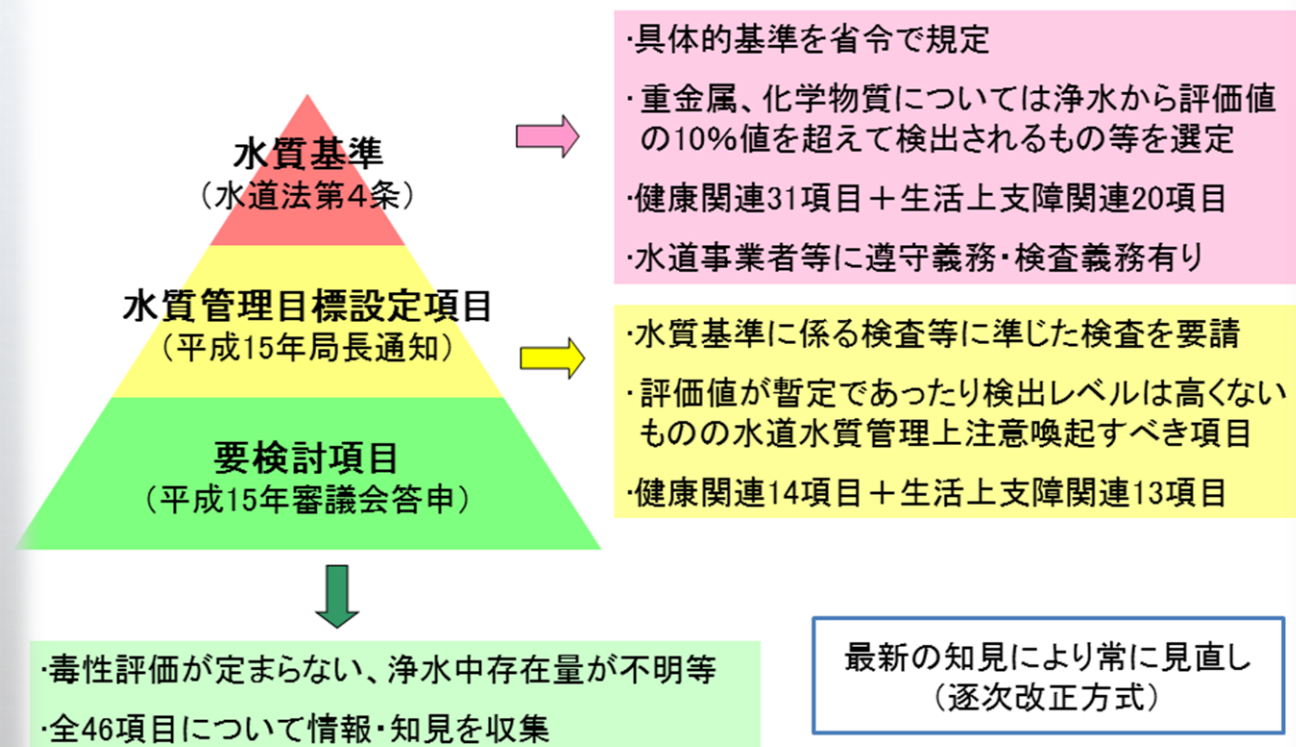 水質基準
(水道法第４条)
水質管理目標設定項目
(平成15年局長通知)
要検討項目
(平成15年審議会答申)
・具体的基準を省令で規定
・重金属、化学物質については浄水から評価値
の10%値を超えて検出されるもの等を選定
・健康関連31項目＋生活上支障関連20項目
・水道事業者等に遵守義務・検査義務有り
・水質基準に係る検査等に準じた検査を要請
・評価値が暫定であったり検出レベルは高くない
ものの水道水質管理上注意喚起すべき項目
・健康関連14項目＋生活上支障関連13項目
・毒性評価が定まらない、浄水中存在量が不明等
・全46項目について情報・知見を収集
最新の知見により常に見直し
(逐次改正方式)